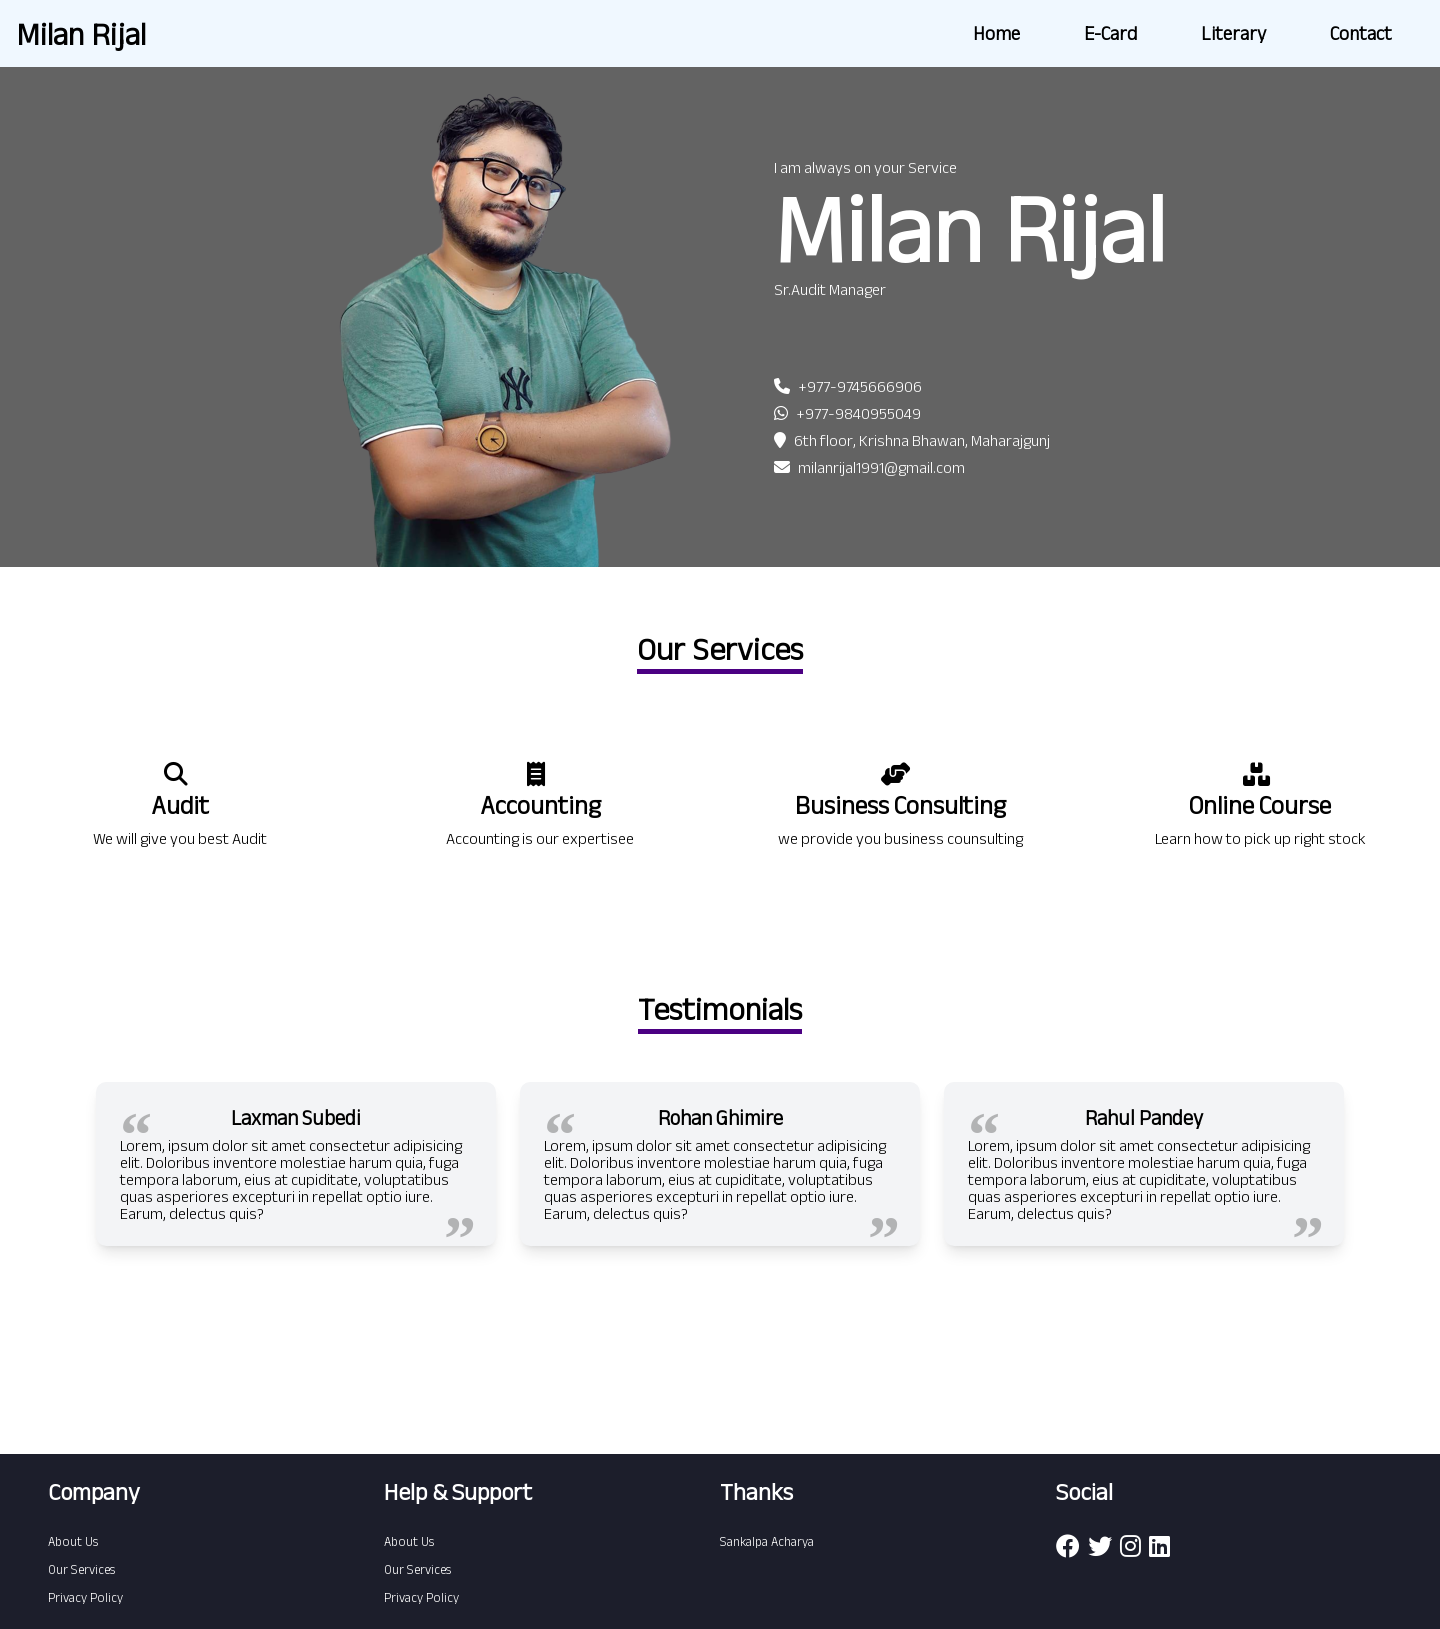 Milan Rijal
Home E-Card Literary Contact
I am always on your Service
Milan Rijal
Sr.Audit Manager
+977-9745666906
+977-9840955049
6th floor, Krishna Bhawan, Maharajgunj
milanrijal1991@gmail.com
NY
Our Services
Audit
We will give you best Audit
Accounting
Accounting is our expertisee
Business Consulting
we provide you business counsulting
Online Course
Learn how to pick up right stock
Testimonials
“
Laxman Subedi
Lorem, ipsum dolor sit amet consectetur adipisicing
elit. Doloribus inventore molestiae harum quia, fuga
tempora laborum, eius at cupiditate, voluptatibus
quas asperiores excepturi in repellat optio iure.
Earum, delectus quis?
”
“
Rohan Ghimire
Lorem, ipsum dolor sit amet consectetur adipisicing
elit. Doloribus inventore molestiae harum quia, fuga
tempora laborum, eius at cupiditate, voluptatibus
quas asperiores excepturi in repellat optio iure.
Earum, delectus quis?
”
“
Rahul Pandey
Lorem, ipsum dolor sit amet consectetur adipisicing
elit. Doloribus inventore molestiae harum quia, fuga
tempora laborum, eius at cupiditate, voluptatibus
quas asperiores excepturi in repellat optio iure.
Earum, delectus quis?
”
Company
About Us
Our Services
Privacy Policy
Help & Support
About Us
Our Services
Privacy Policy
Thanks
Sankalpa Acharya
Social